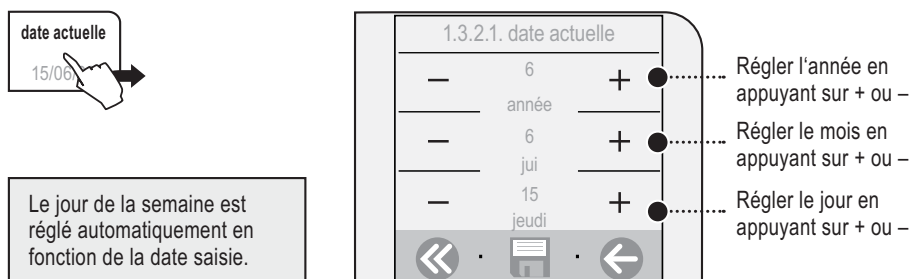 date actuelle
15/06/
Le jour de la semaine est
réglé automatiquement en
fonction de la date saisie.
1.3.2.1. date actuelle
– 6 +
année
– 6 +
jui
– 15 +
jeudi
Régler l‘année en
appuyant sur + ou –
Régler le mois en
appuyant sur + ou –
Régler le jour en
appuyant sur + ou –